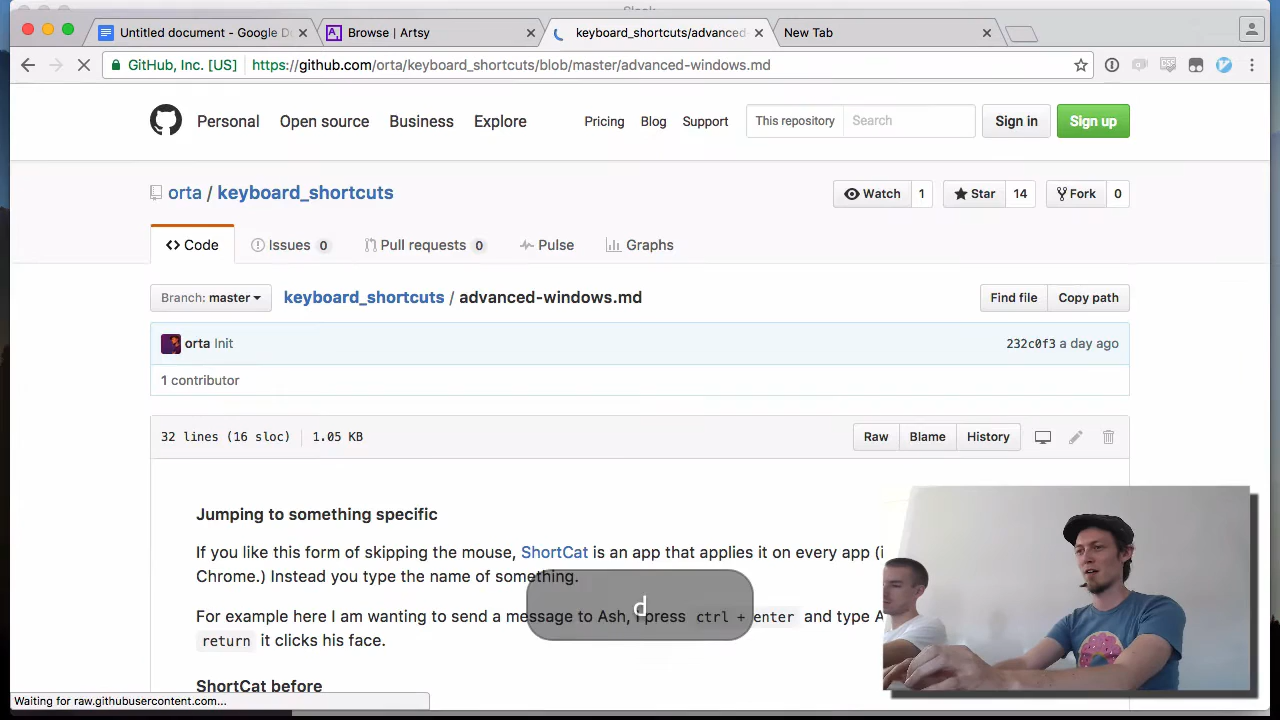 Slack
Untitled document - Google D
Browse | Artsy
keyboard_shortcuts/advanced
New Tab
GitHub, Inc. [US]
https://github.com/orta/keyboard_shortcuts/blob/master/advanced-windows.md
Personal
Open source
Business
Explore
Pricing
Blog
Support
This repository
Search
Sign in
Sign up
orta / keyboard_shortcuts
Watch 1
Star 14
Fork 0
Code
Issues 0
Pull requests 0
Pulse
Graphs
Branch: master
keyboard_shortcuts / advanced-windows.md
Find file
Copy path
orta Init
232c0f3 a day ago
1 contributor
32 lines (16 sloc)
1.05 KB
Raw
Blame
History
Jumping to something specific
If you like this form of skipping the mouse, ShortCat is an app that applies it on every app (i
Chrome.) Instead you type the name of something.
d
For example here I am wanting to send a message to Ash, I press ctrl + enter and type A
return it clicks his face.
ShortCat before
Waiting for raw.githubusercontent.com...